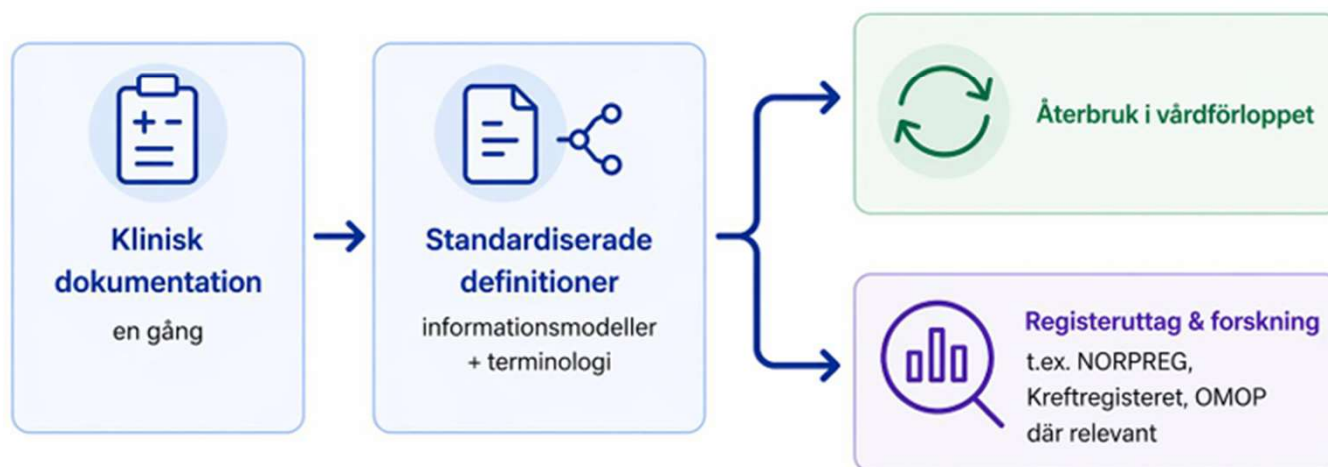 Klinisk
dokumentation
en gång
Standardiserade
definitioner
informationsmodeller
+ terminologi
Återbruk i vårdförloppet
Registeruttag & forskning
t.ex. NORPREG,
Kreftregisteret, OMOP
där relevant